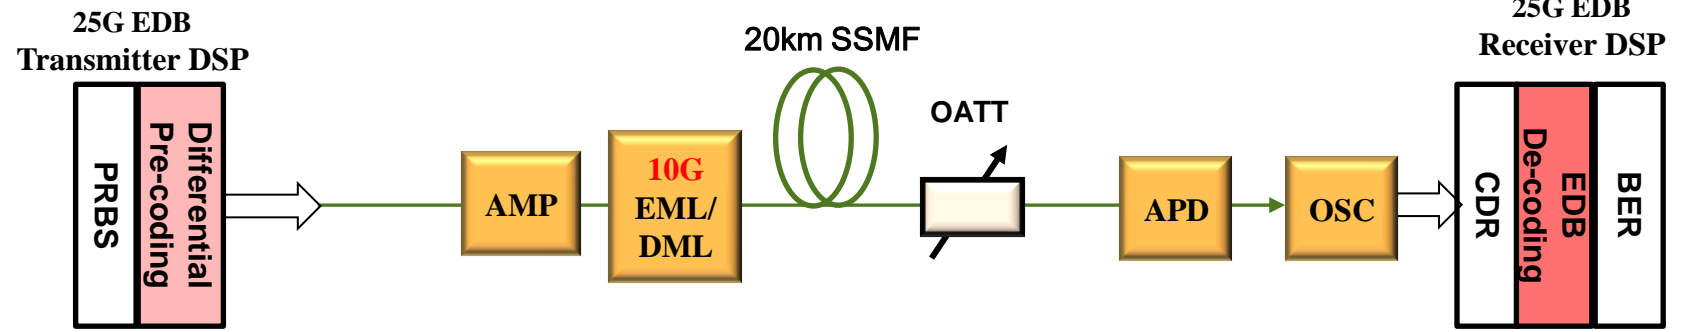 25G EDB
Transmitter DSP
PRBS
Differential
Pre-coding
AMP
10G
EML/
DML
20km SSMF
OATT
APD
OSC
25G EDB
Receiver DSP
CDR
EDB
De-coding
BER